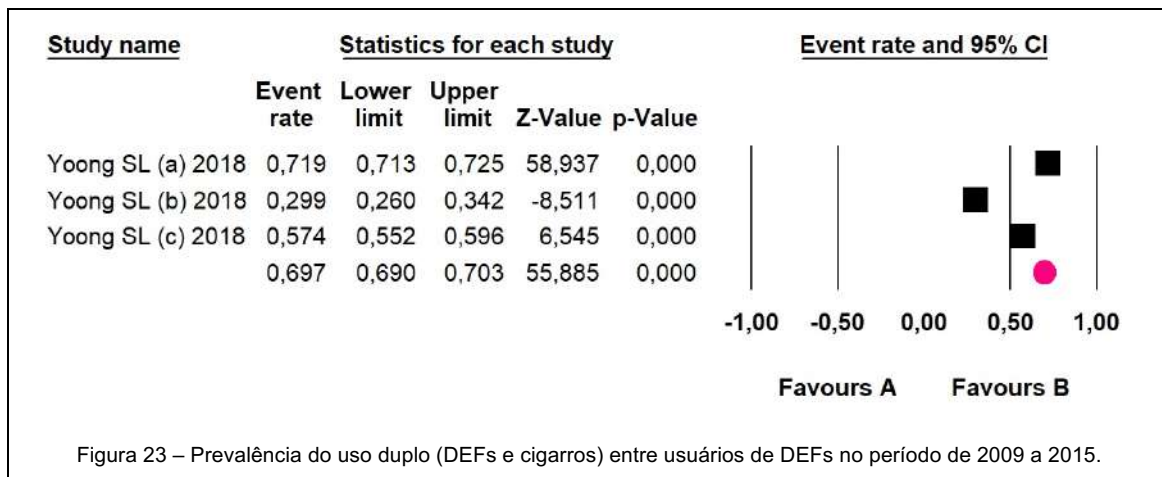 Study name Statistics for each study Event rate and 95% CI
Event Lower Upper
rate limit limit Z-Value p-Value
Yoong SL (a) 2018 0,719 0,713 0,725 58,937 0,000
Yoong SL (b) 2018 0,299 0,260 0,342 -8,511 0,000
Yoong SL (c) 2018 0,574 0,552 0,596 6,545 0,000
0,697 0,690 0,703 55,885 0,000
-1,00 -0,50 0,00 0,50 1,00
Favours A Favours B
Figura 23 – Prevalência do uso duplo (DEFs e cigarros) entre usuários de DEFs no período de 2009 a 2015.